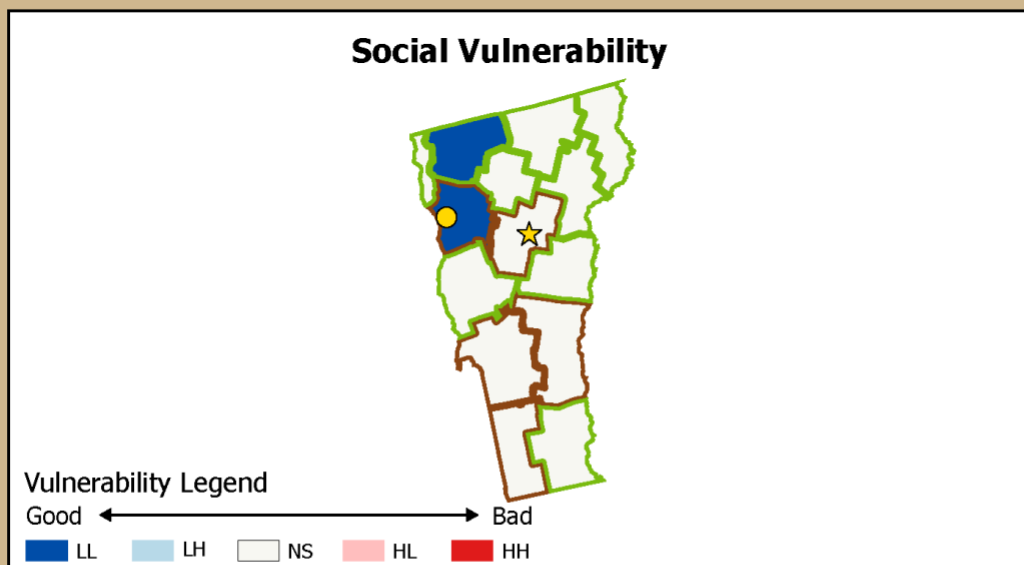 Social Vulnerability
Vulnerability Legend
Good Bad
LL LH NS HL HH